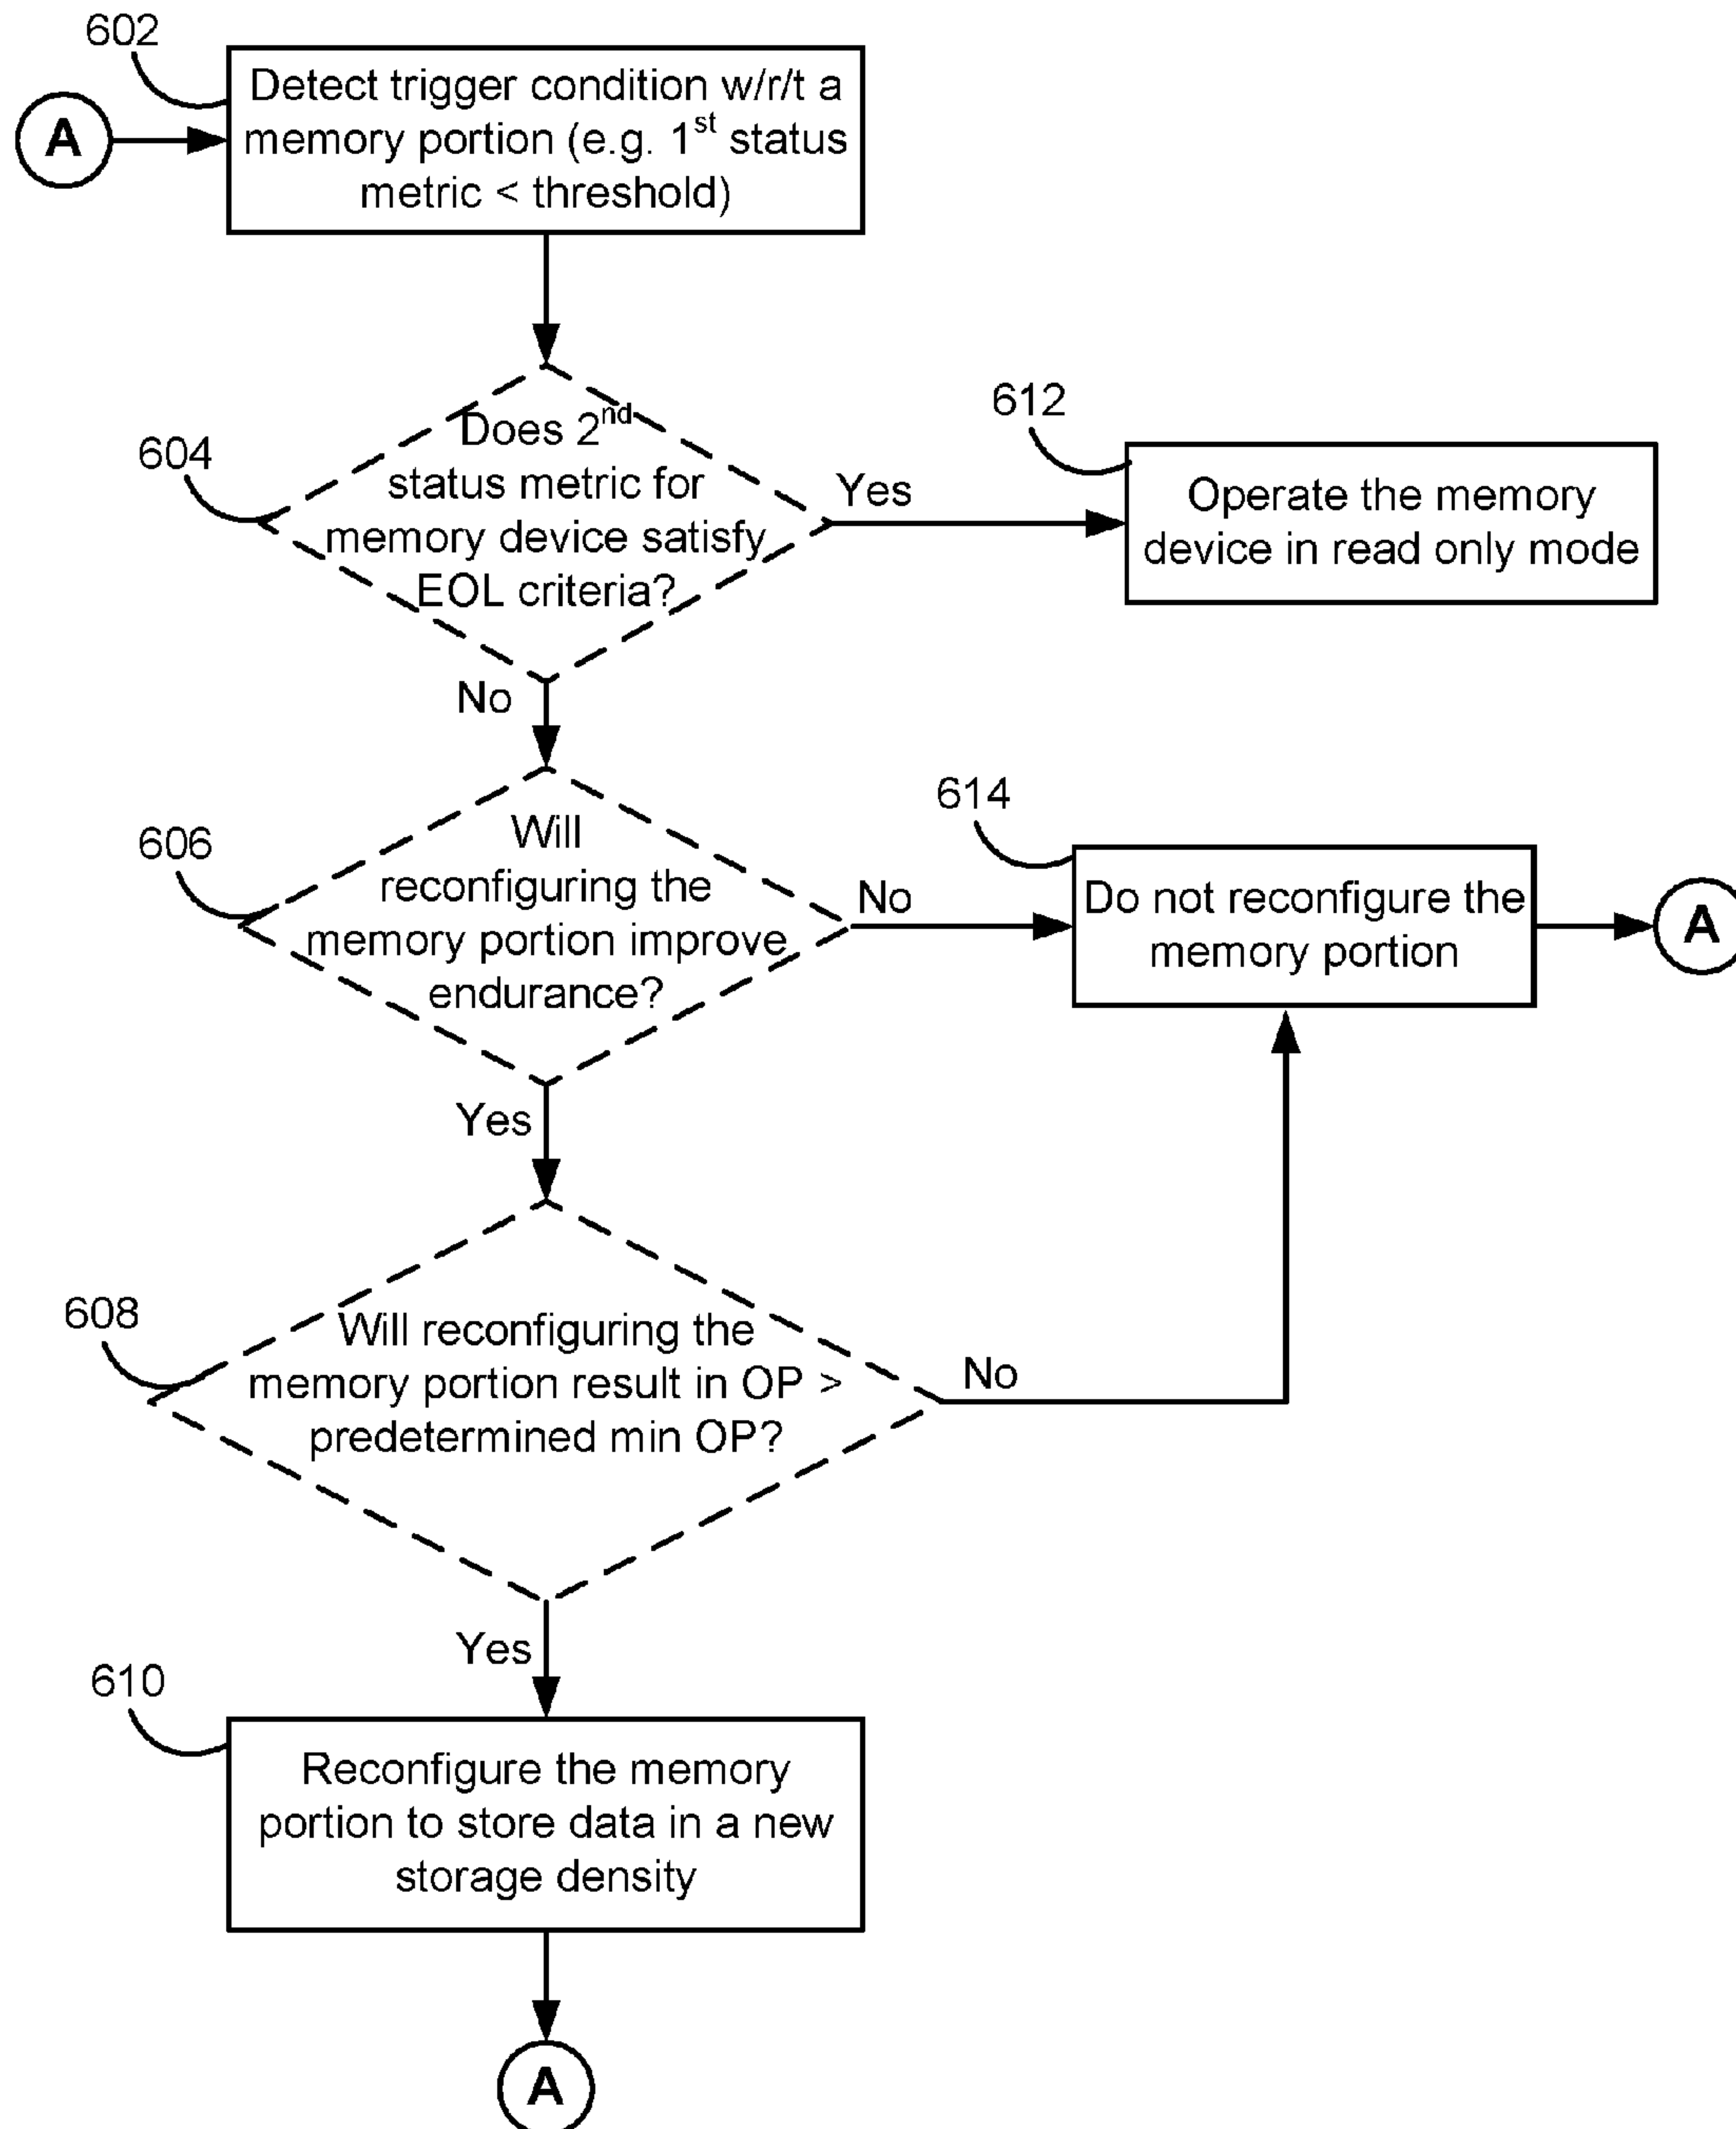 602
A
Detect trigger condition w/r/t a
memory portion (e.g. 1st status
metric < threshold)
604
Does 2nd
status metric for
memory device satisfy
EOL criteria?
Yes
612
Operate the memory
device in read only mode
No
606
Will
reconfiguring the
memory portion improve
endurance?
No
614
Do not reconfigure the
memory portion
A
Yes
608
Will reconfiguring the
memory portion result in OP >
predetermined min OP?
No
Yes
610
Reconfigure the memory
portion to store data in a new
storage density
A